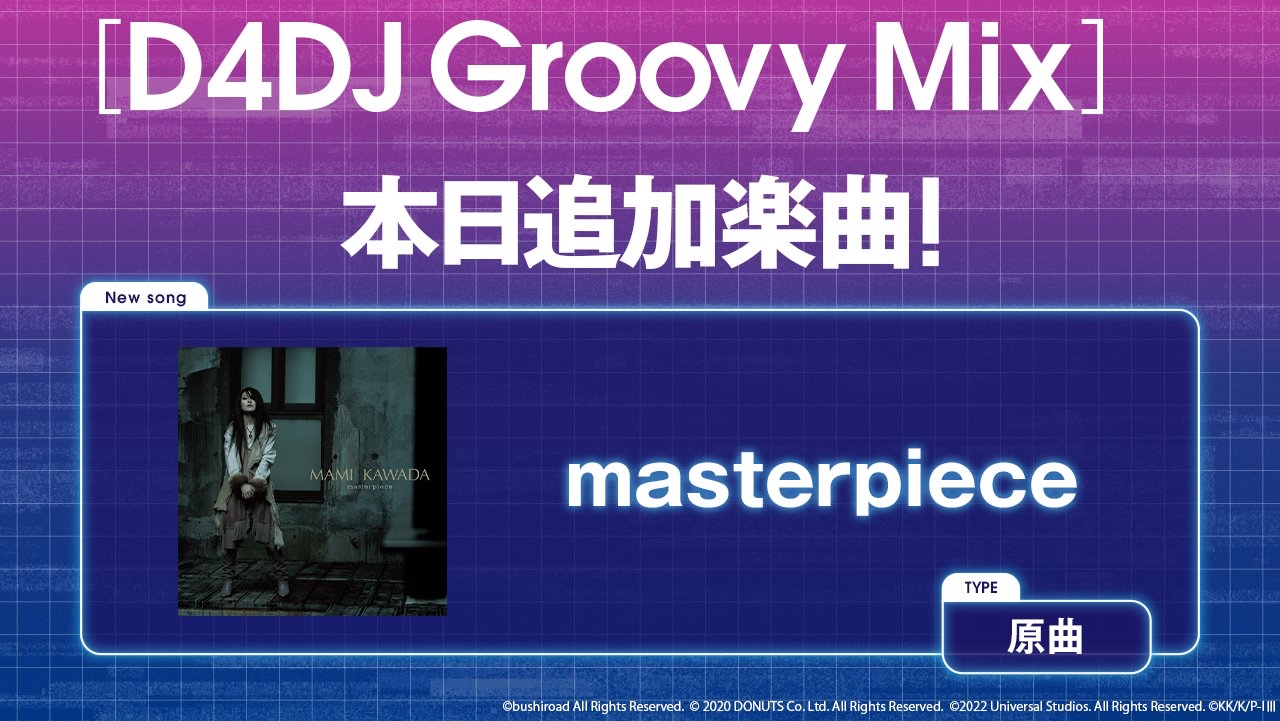 [D4DJ Groovy Mix]
本日追加楽曲!
New song
MAMI KAWADA
masterpiece
masterpiece
TYPE
原曲
©bushiroad All Rights Reserved. © 2020 DONUTS Co. Ltd. All Rights Reserved. ©2022 Universal Studios. All Rights Reserved. ©KK/K/P-1III